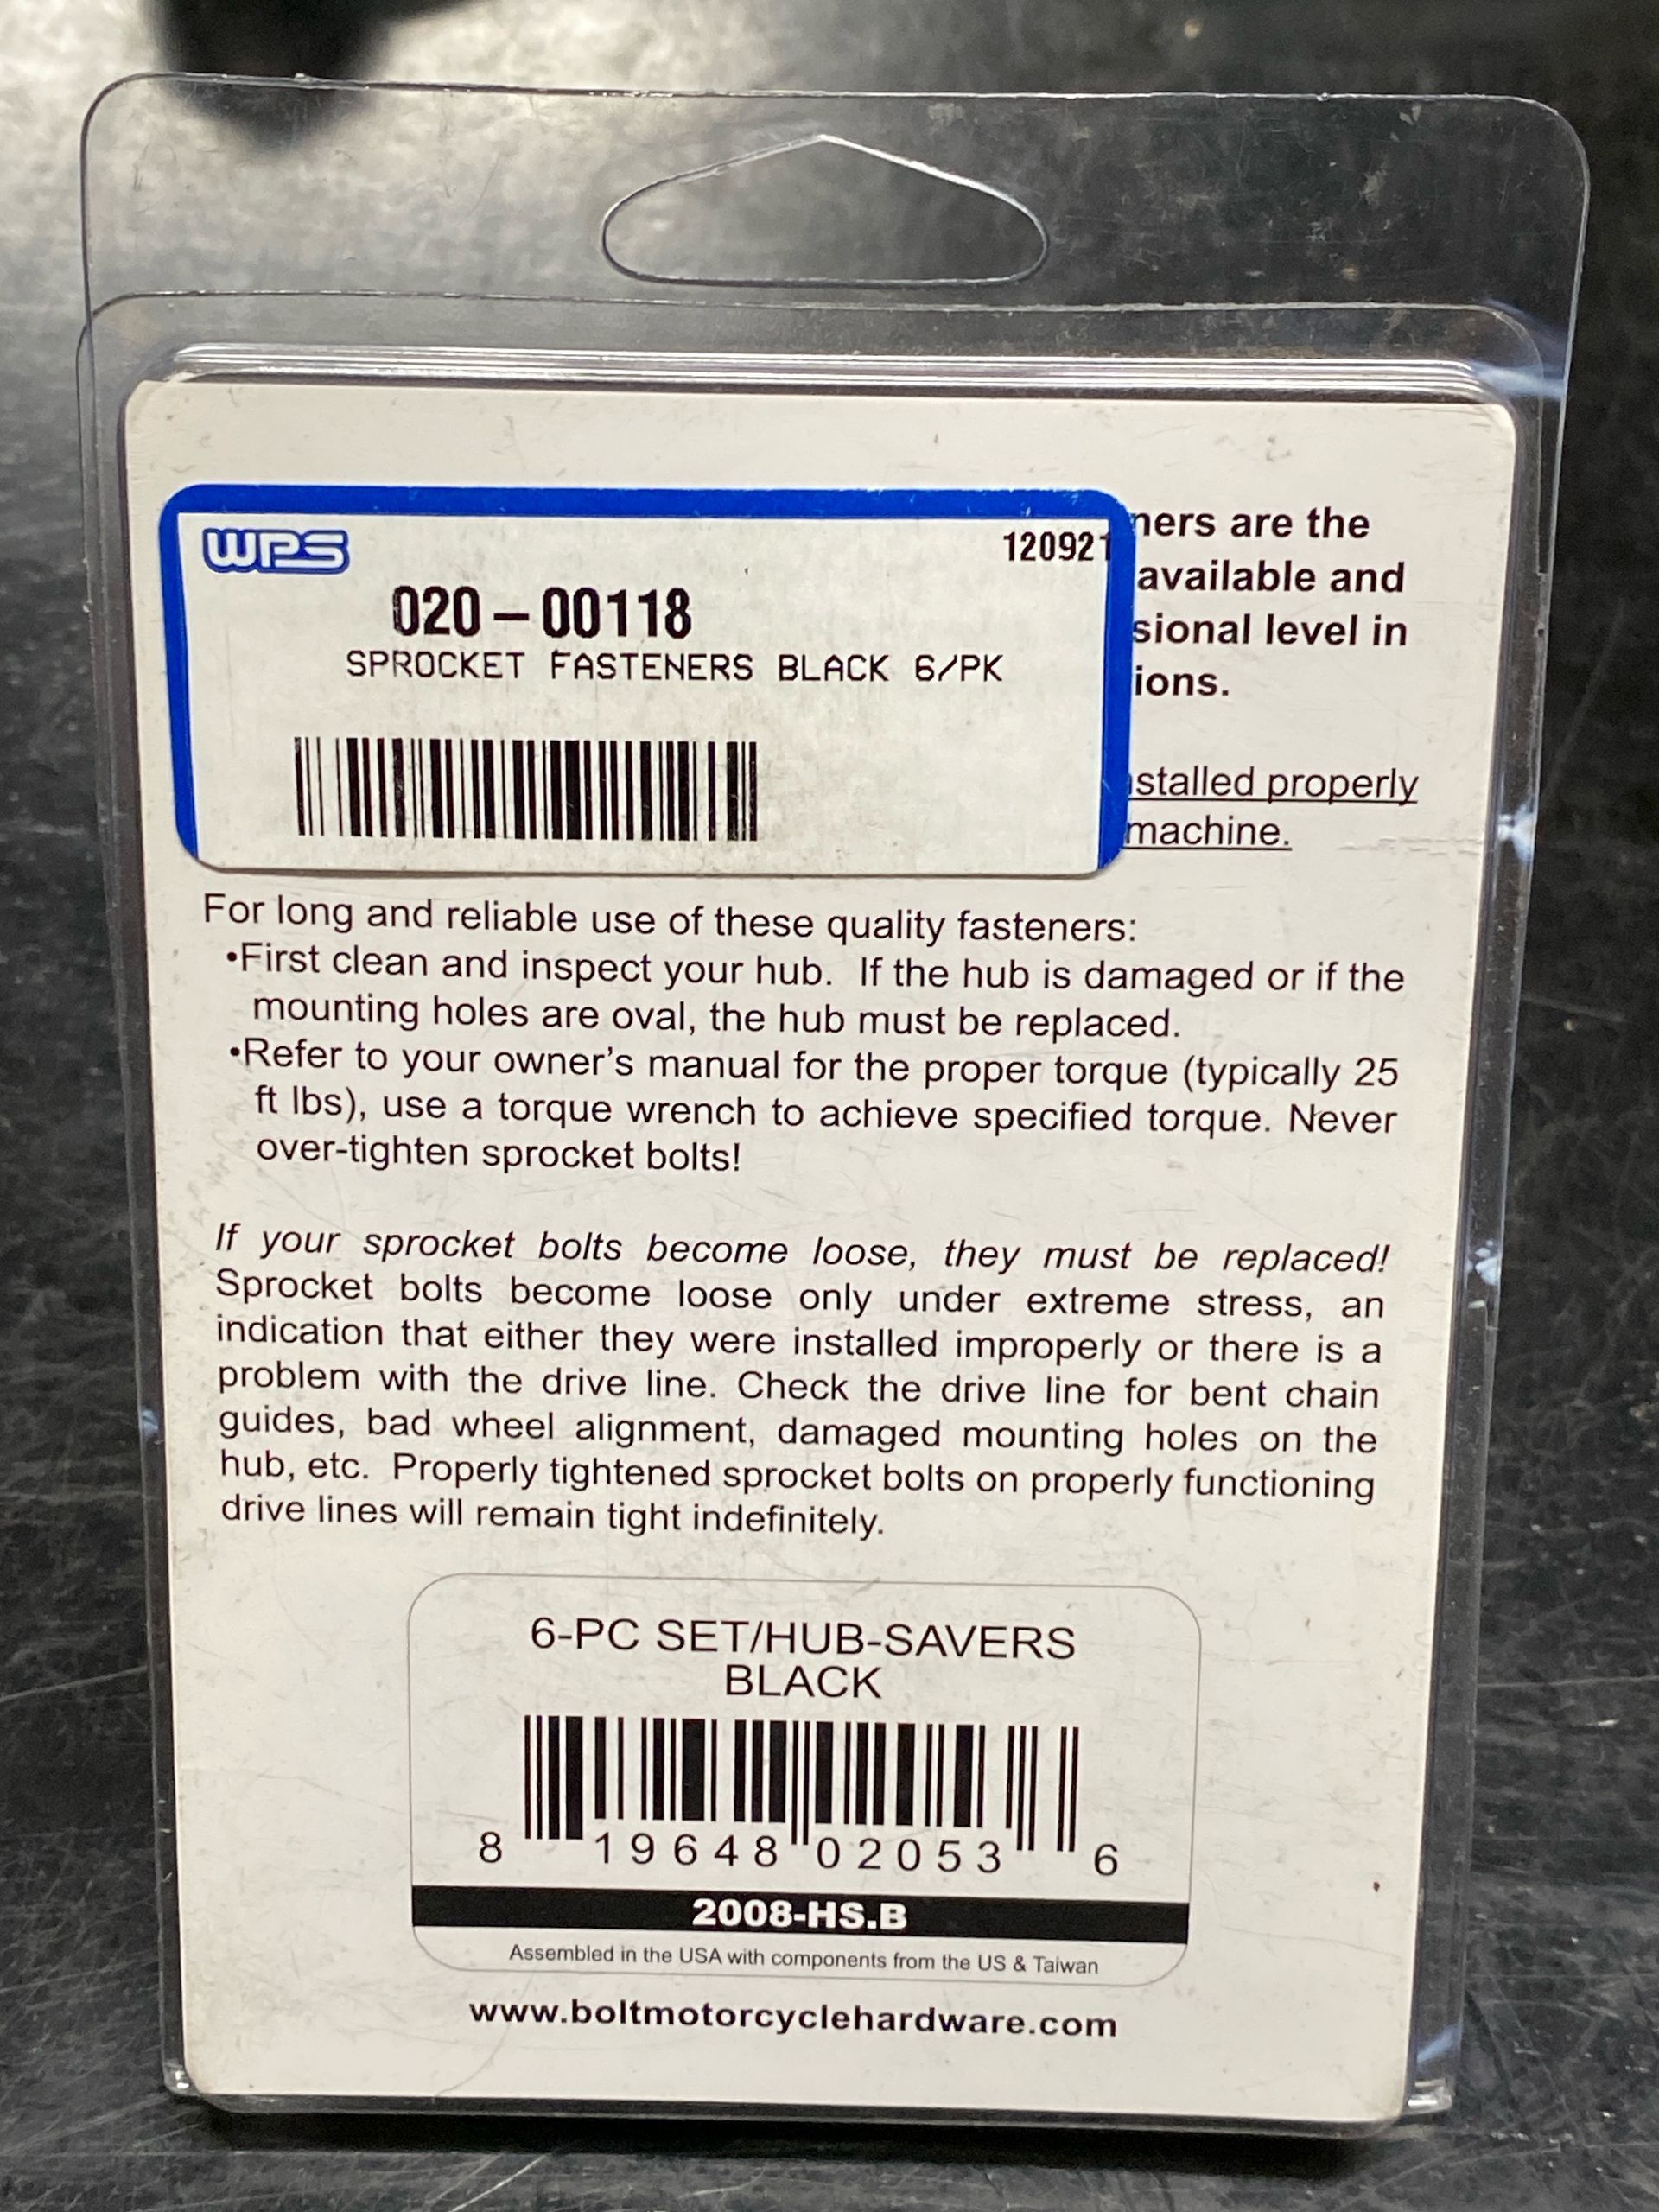 WPS
120921
020-00118
SPROCKET FASTENERS BLACK 6/PK
ners are the
available and
sional level in
ions.
stalled properly
machine.
For long and reliable use of these quality fasteners:
•First clean and inspect your hub.  If the hub is damaged or if the
mounting holes are oval, the hub must be replaced.
•Refer to your owner's manual for the proper torque (typically 25
ft lbs), use a torque wrench to achieve specified torque. Never
over-tighten sprocket bolts!
If your sprocket bolts become loose, they must be replaced!
Sprocket bolts become loose only under extreme stress, an
indication that either they were installed improperly or there is a
problem with the drive line. Check the drive line for bent chain
guides, bad wheel alignment, damaged mounting holes on the
hub, etc.  Properly tightened sprocket bolts on properly functioning
drive lines will remain tight indefinitely.
6-PC SET/HUB-SAVERS
BLACK
8 19648 02053 6
2008-HS.B
Assembled in the USA with components from the US & Taiwan
www.boltmotorcyclehardware.com